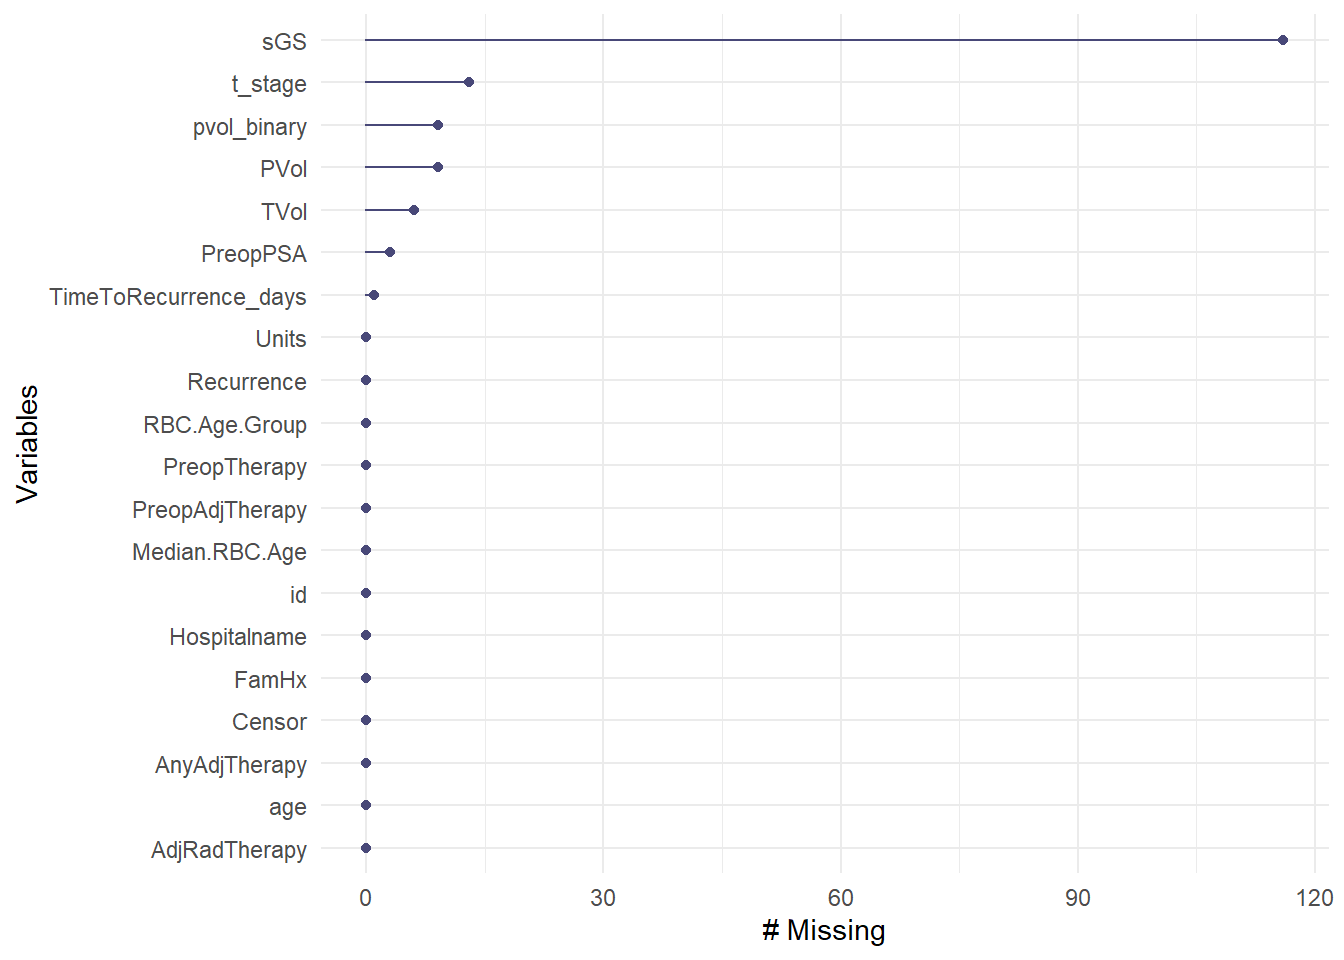 sGS
t_stage
pvol_binary
PVol
TVol
PreopPSA
TimeToRecurrence_days
Units
Recurrence
RBC.Age.Group
PreopTherapy
PreopAdjTherapy
Median.RBC.Age
id
Hospitalname
FamHx
Censor
AnyAdjTherapy
age
AdjRadTherapy
Variables
0 30 60 90 120
# Missing